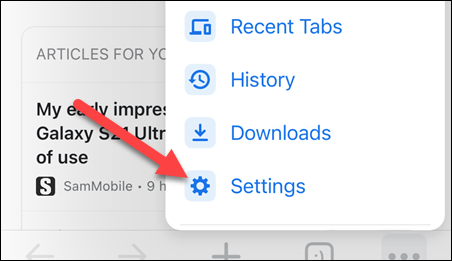 Recent Tabs
ARTICLES FOR YO
History
My early impres
Galaxy S21 Ultr
of use
Downloads
S SamMobile • 9 h
Settings